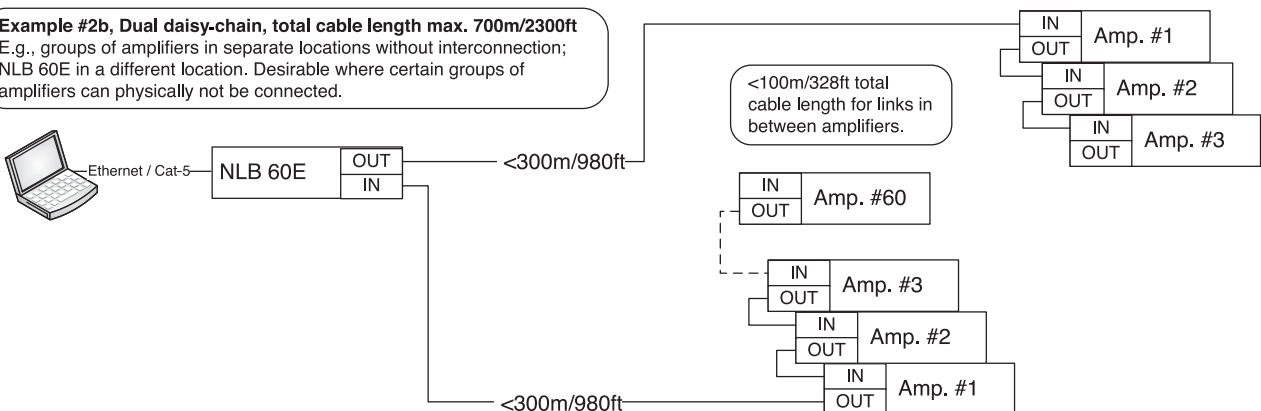 Example #2b, Dual daisy-chain, total cable length max. 700m/2300ft
E.g., groups of amplifiers in separate locations without interconnection;
NLB 60E in a different location. Desirable where certain groups of
amplifiers can physically not be connected.
IN
OUT
Amp. #1
IN
OUT
Amp. #2
IN
OUT
Amp. #3
<100m/328ft total
cable length for links in
between amplifiers.
Ethernet / Cat-5
NLB 60E
OUT
IN
<300m/980ft
IN
OUT
Amp. #60
IN
OUT
Amp. #3
IN
OUT
Amp. #2
IN
OUT
Amp. #1
<300m/980ft